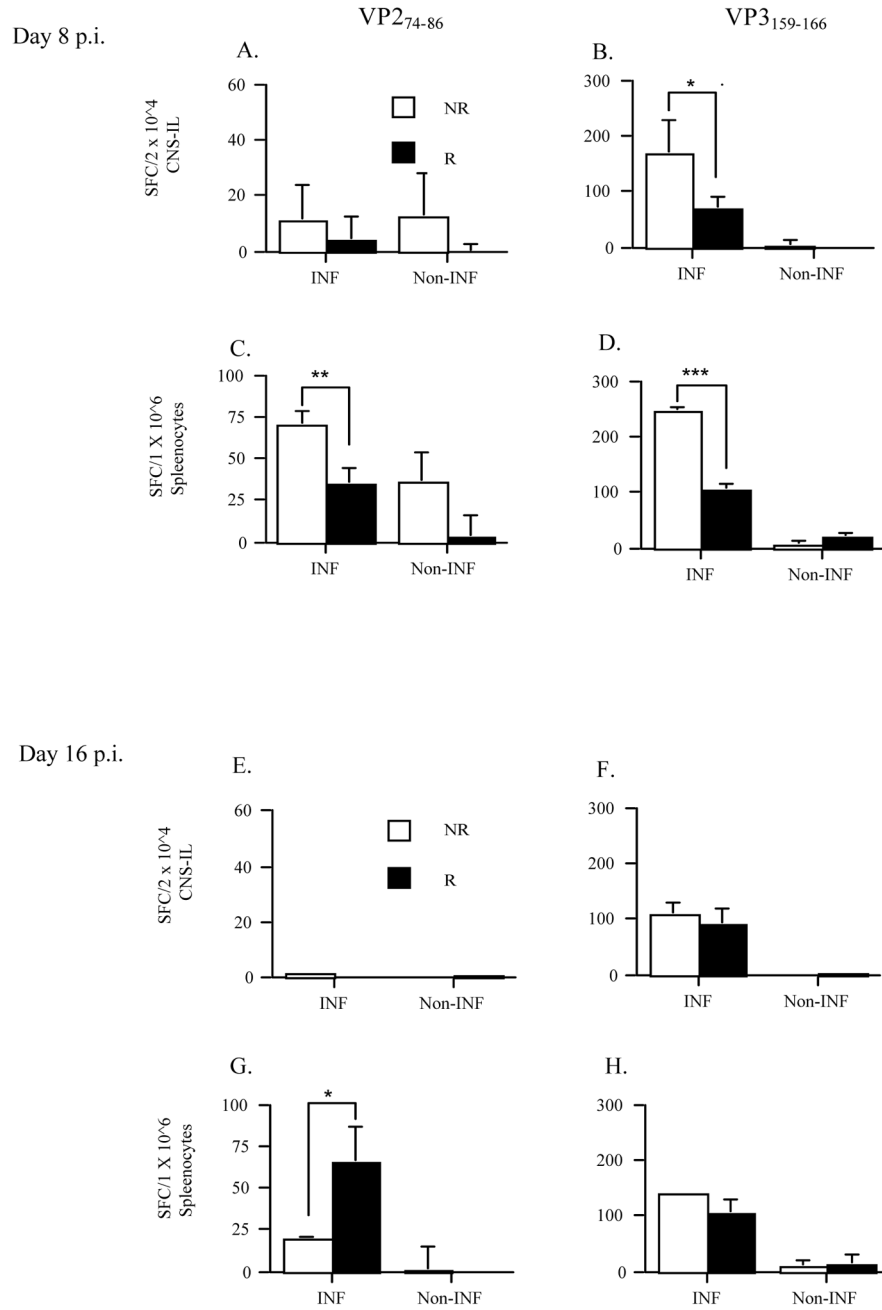 VP2₇₄₋₈₆ VP3₁₅₉₋₁₆₆
Day 8 p.i.
A. B.
SFC/2 x 10^4
CNS-IL
60
40
20
0
NR
R
INF Non-INF
300
200
100
0
*
INF Non-INF
C. D.
SFC/1 X 10^6
Spleenocytes
100
75
50
25
0
**
INF Non-INF
300
200
100
0
***
INF Non-INF
Day 16 p.i.
E. F.
SFC/2 x 10^4
CNS-IL
60
40
20
0
NR
R
INF Non-INF
300
200
100
0
INF Non-INF
G. H.
SFC/1 X 10^6
Spleenocytes
100
75
50
25
0
*
INF Non-INF
300
200
100
0
INF Non-INF